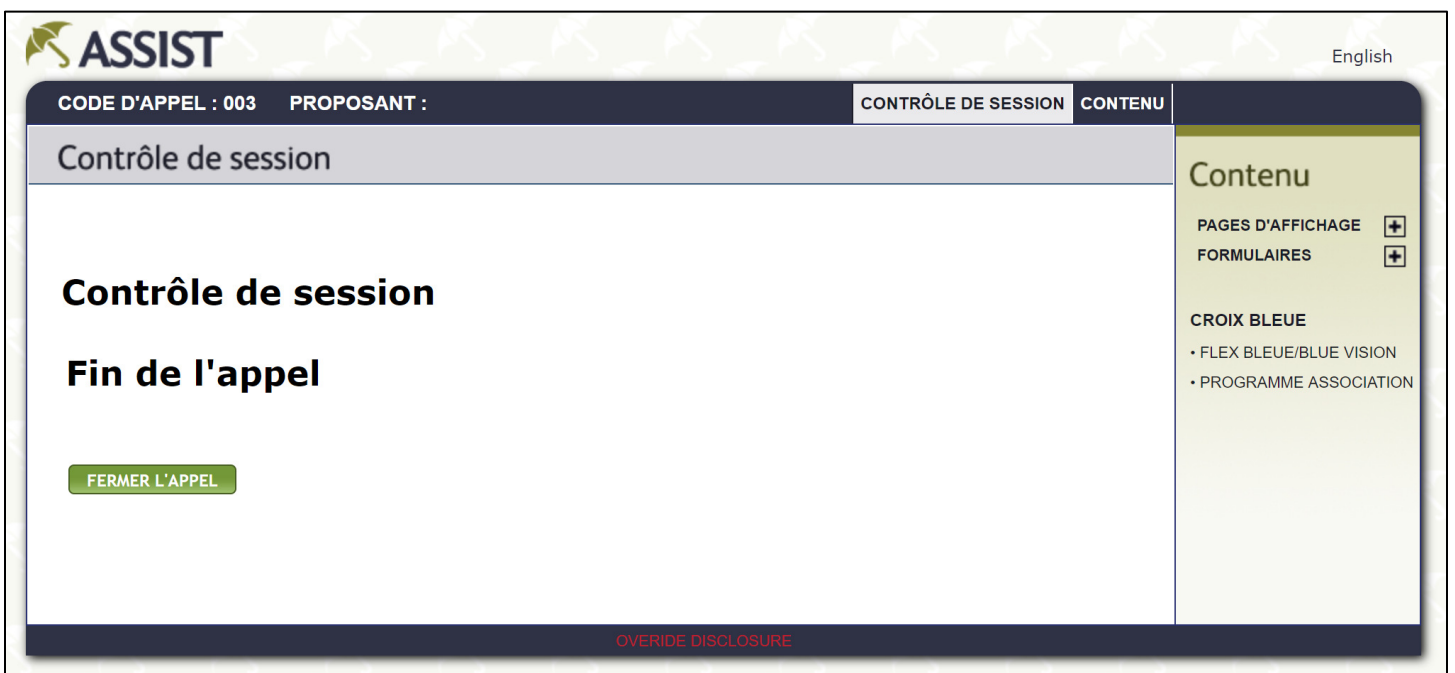 ASSIST
English
CODE D'APPEL : 003 PROPOSANT : CONTRÔLE DE SESSION CONTENU
Contrôle de session
Contrôle de session
Fin de l'appel
FERMER L'APPEL
Contenu
PAGES D'AFFICHAGE
FORMULAIRES
CROIX BLEUE
• FLEX BLEUE/BLUE VISION
• PROGRAMME ASSOCIATION
OVERIDE DISCLOSURE